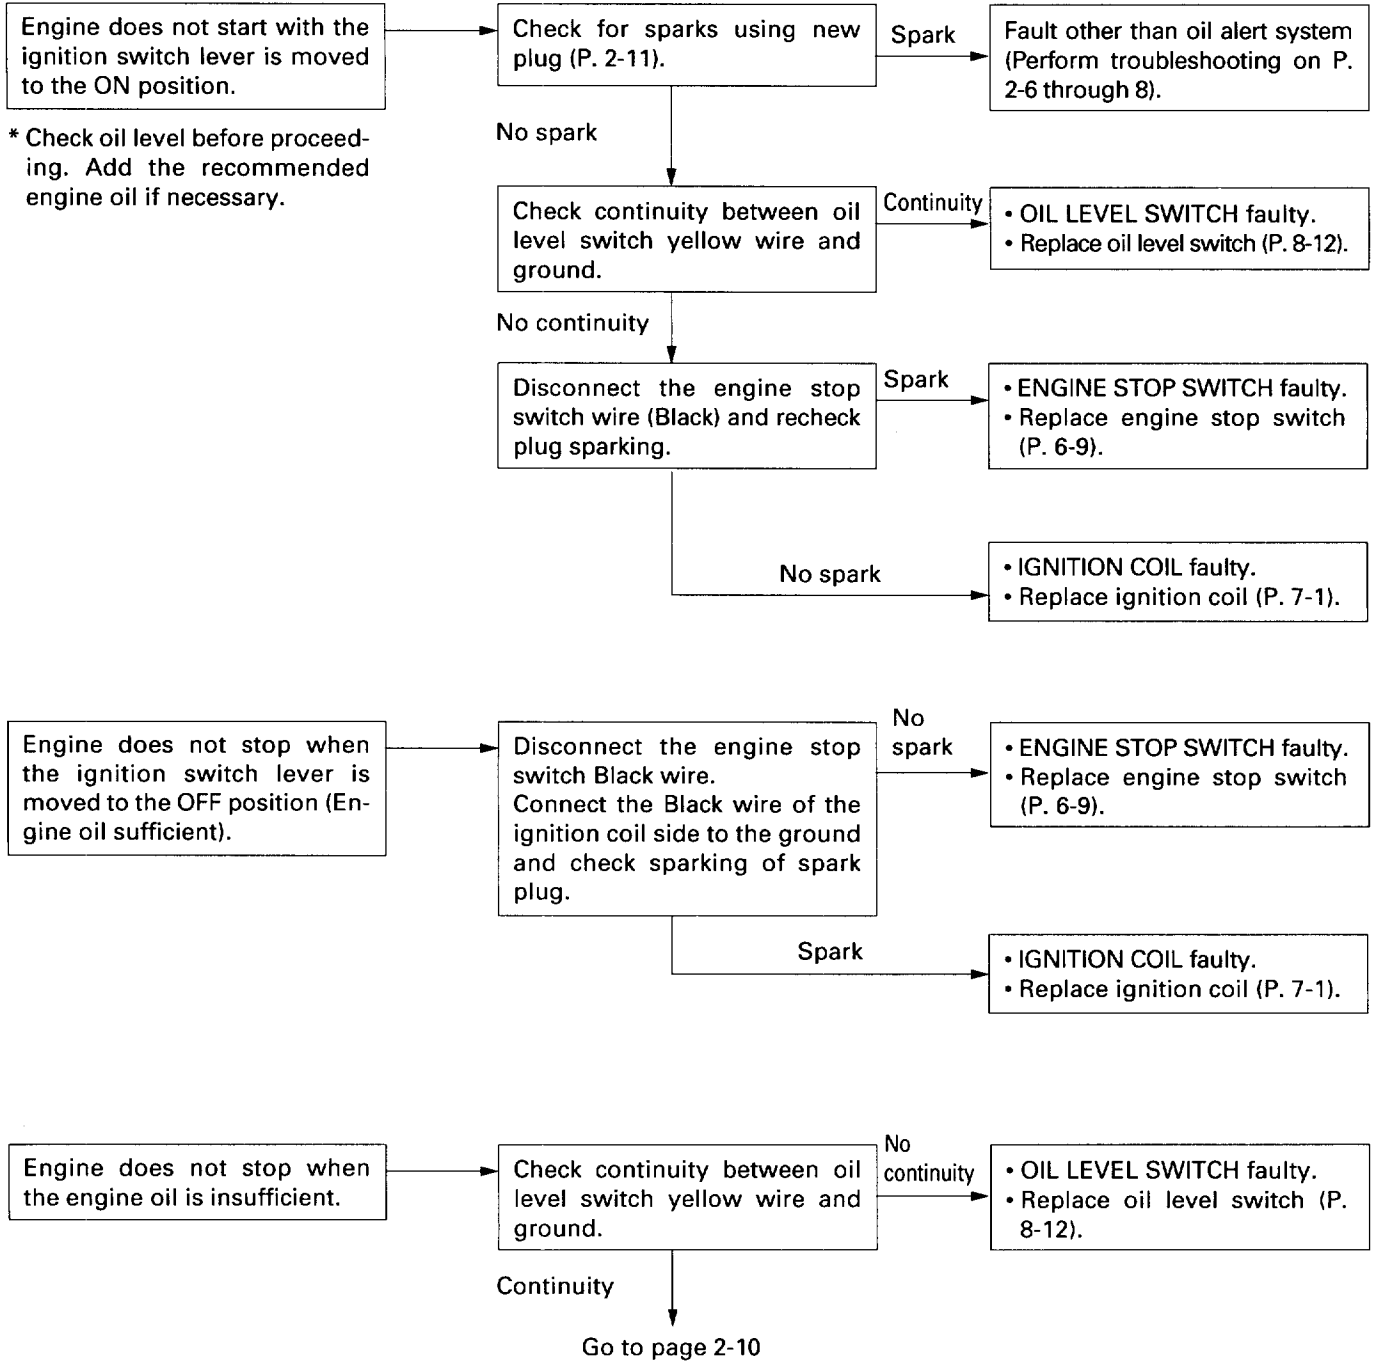 Engine does not start with the
ignition switch lever is moved
to the ON position.
* Check oil level before proceed-
ing. Add the recommended
engine oil if necessary.
Check for sparks using new
plug (P. 2-11).
Spark
Fault other than oil alert system
(Perform troubleshooting on P.
2-6 through 8).
No spark
Check continuity between oil
level switch yellow wire and
ground.
Continuity
• OIL LEVEL SWITCH faulty.
• Replace oil level switch (P. 8-12).
No continuity
Disconnect the engine stop
switch wire (Black) and recheck
plug sparking.
Spark
• ENGINE STOP SWITCH faulty.
• Replace engine stop switch
(P. 6-9).
No spark
• IGNITION COIL faulty.
• Replace ignition coil (P. 7-1).
Engine does not stop when
the ignition switch lever is
moved to the OFF position (En-
gine oil sufficient).
Disconnect the engine stop
switch Black wire.
Connect the Black wire of the
ignition coil side to the ground
and check sparking of spark
plug.
No
spark
• ENGINE STOP SWITCH faulty.
• Replace engine stop switch
(P. 6-9).
Spark
• IGNITION COIL faulty.
• Replace ignition coil (P. 7-1).
Engine does not stop when
the engine oil is insufficient.
Check continuity between oil
level switch yellow wire and
ground.
No
continuity
• OIL LEVEL SWITCH faulty.
• Replace oil level switch (P.
8-12).
Continuity
Go to page 2-10